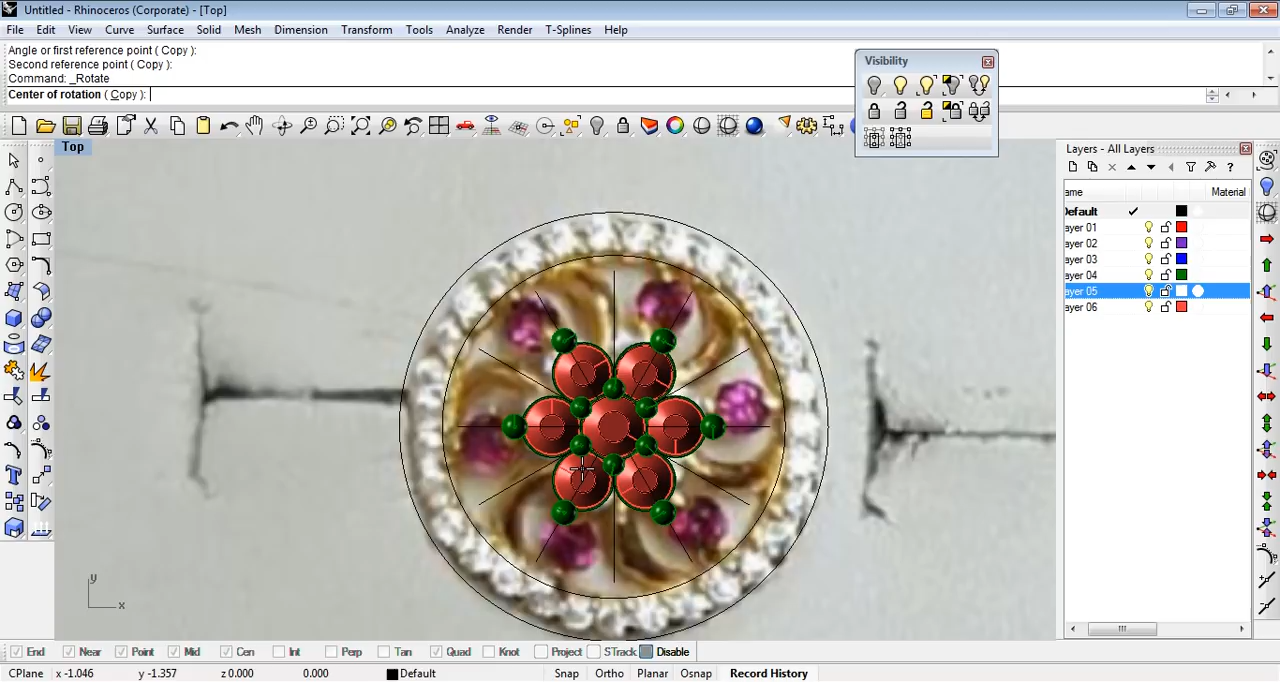 Untitled - Rhinoceros (Corporate) - [Top]
File Edit View Curve Surface Solid Mesh Dimension Transform Tools Analyze Render T-Splines Help
Angle or first reference point ( Copy ):
Second reference point ( Copy ):
Command: _Rotate
Center of rotation ( Copy ):
Visibility
Top
Layers - All Layers
ame Material
Default
ayer 01
ayer 02
ayer 03
ayer 04
ayer 05
ayer 06
y
x
End Near Point Mid Cen Int Perp Tan Quad Knot Project STrack Disable
CPlane x -1.046 y -1.357 z 0.000 0.000 Default Snap Ortho Planar Osnap Record History